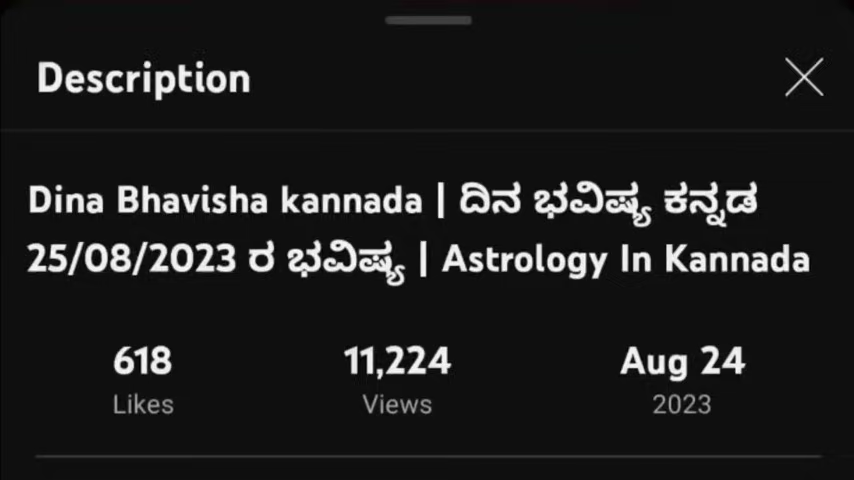 Description
Dina Bhavisha kannada | ದಿನ ಭವಿಷ್ಯ ಕನ್ನಡ
25/08/2023 ರ ಭವಿಷ್ಯ | Astrology In Kannada
618 11,224 Aug 24
Likes Views 2023